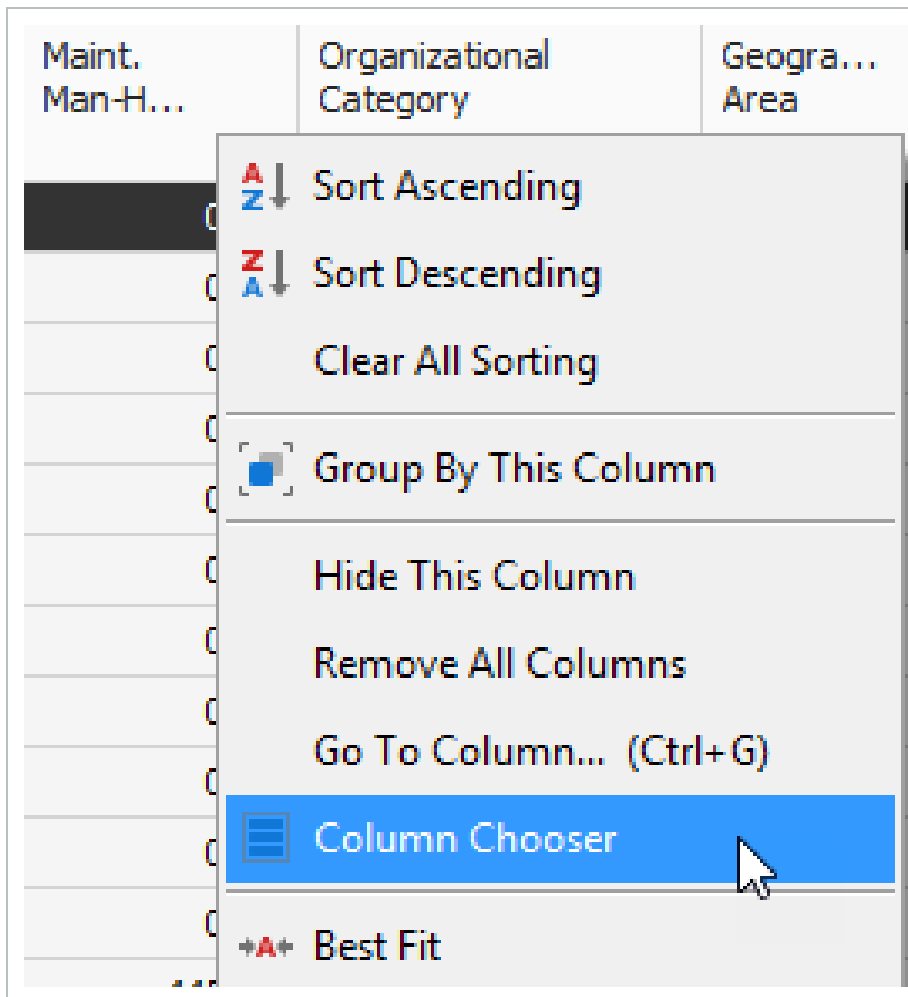 Maint. Organizational Geogra...
Man-H... Category Area
Sort Ascending
Sort Descending
Clear All Sorting
Group By This Column
Hide This Column
Remove All Columns
Go To Column... (Ctrl+G)
Column Chooser
Best Fit